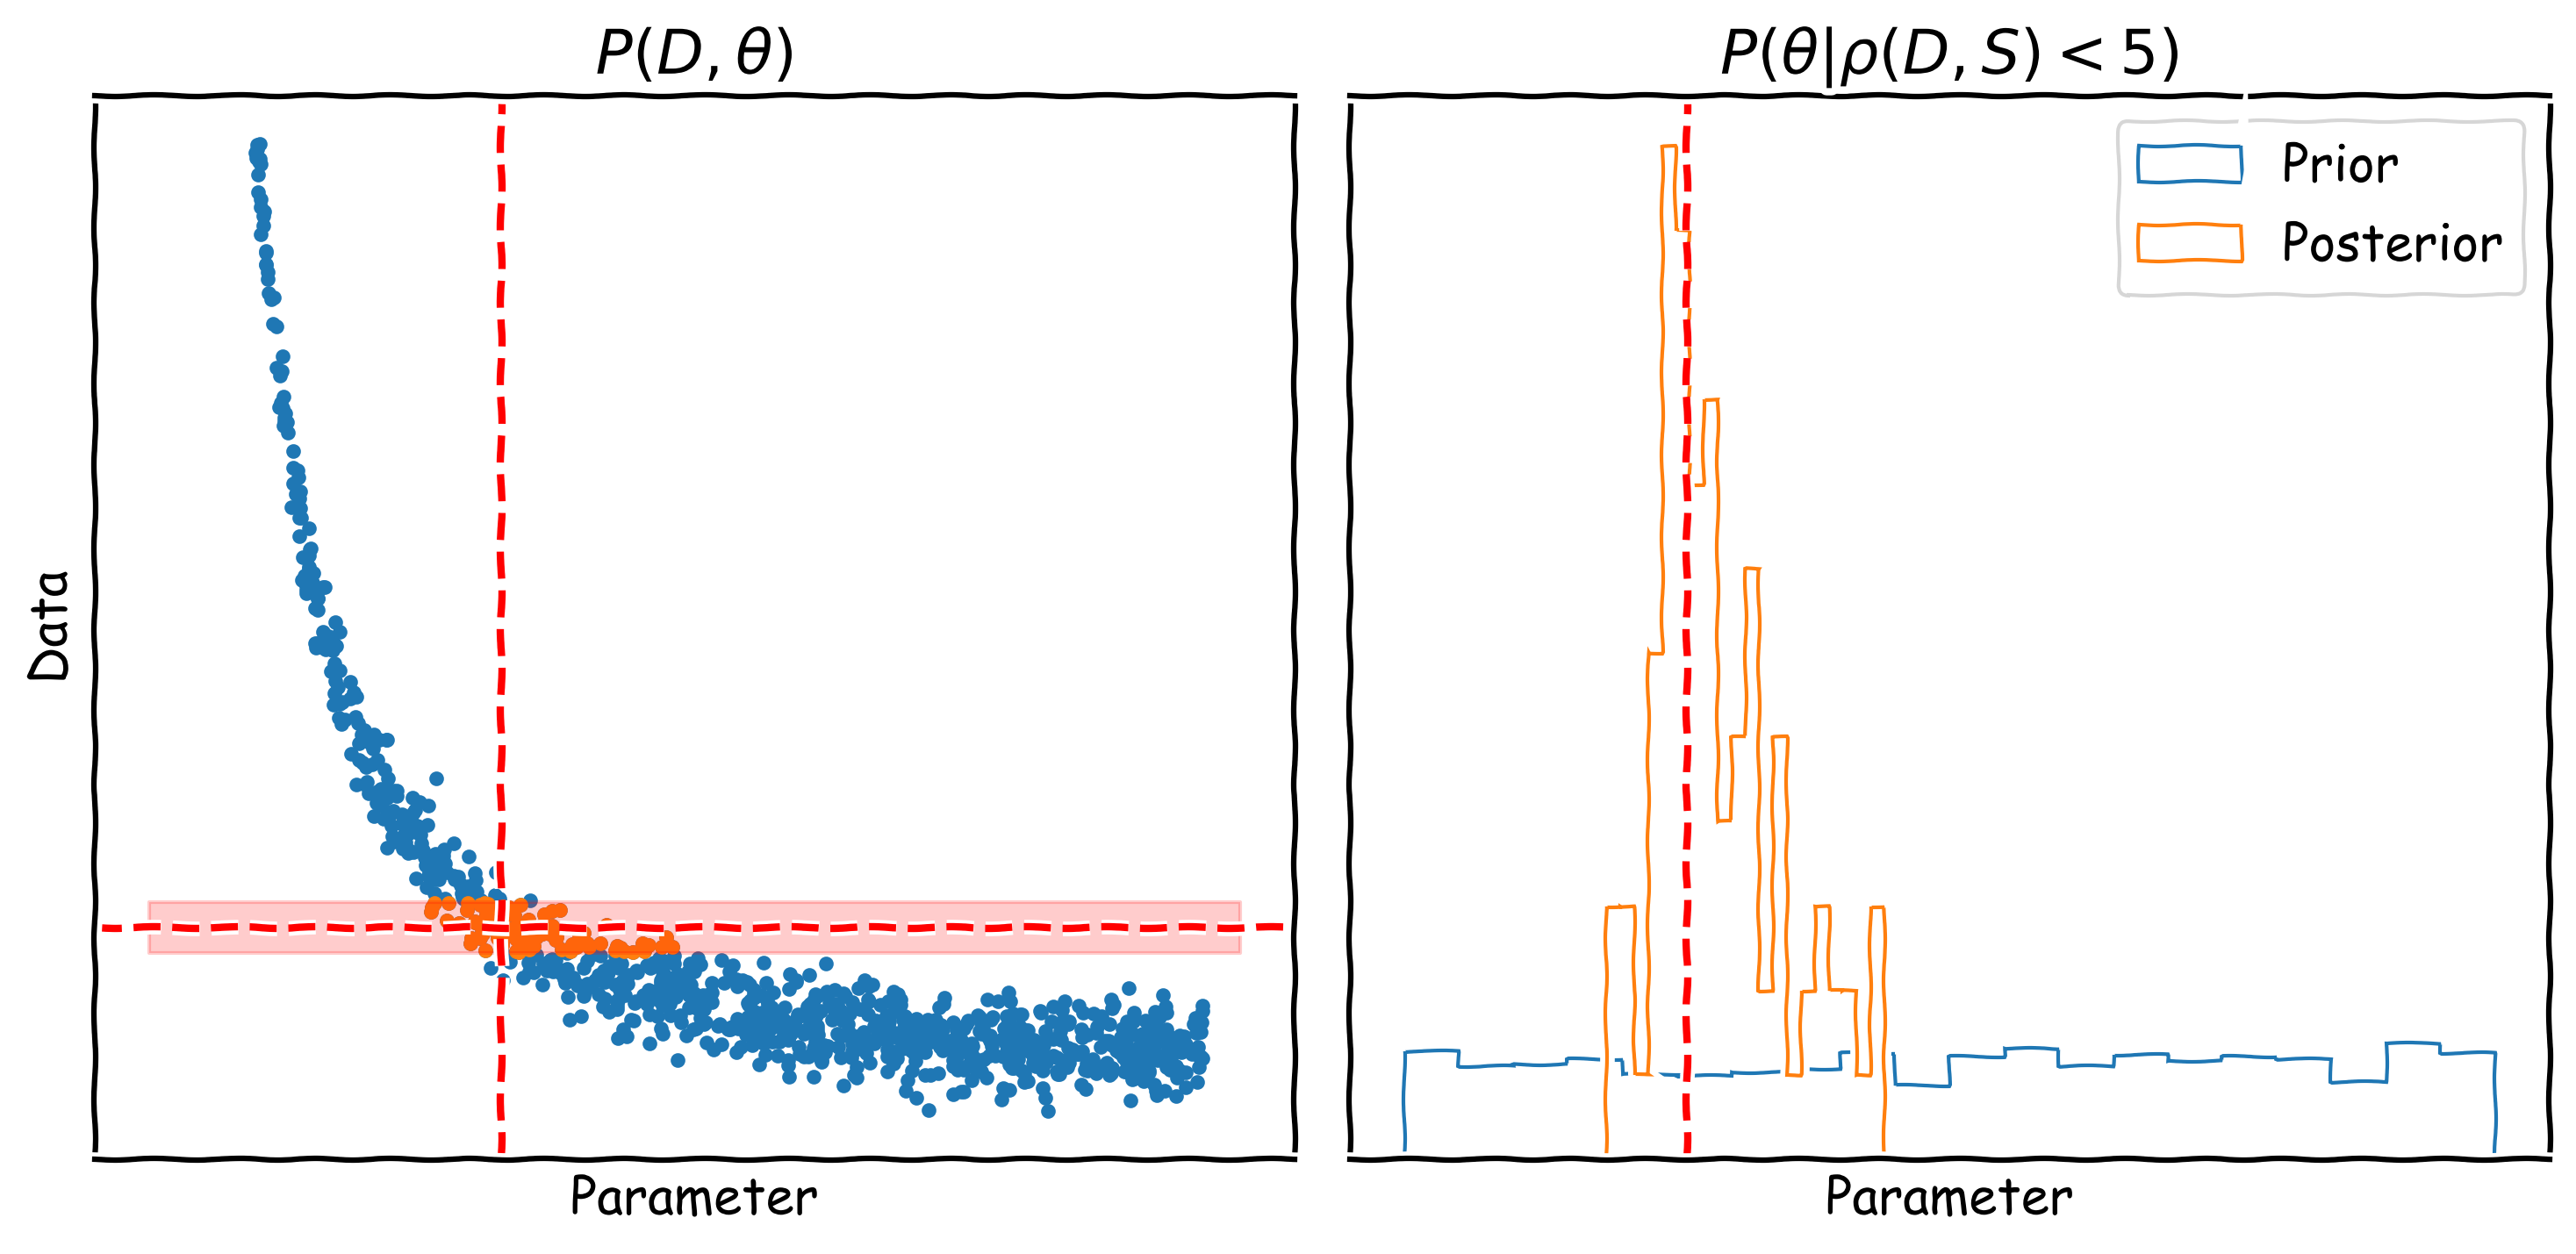 P(D, θ)
Data
Parameter
P(θ|ρ(D, S) < 5)
Prior
Posterior
Parameter